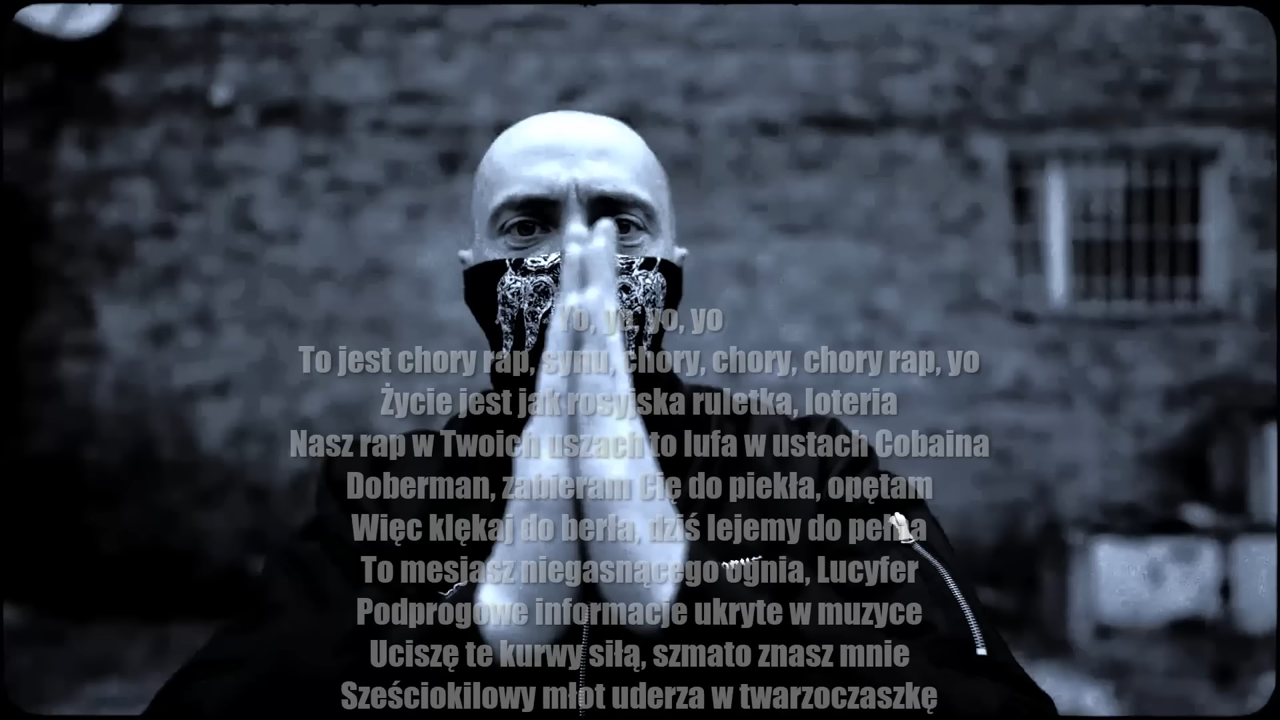 Yo, yo, yo, yo
To jest chory rap, synu, chory, chory, chory rap, yo
Życie jest jak rosyjska ruletka, loteria
Nasz rap w Twoich uszach to lufa w ustach Cobaina
Doberman, zabieram Cię do piekła, opętam
Więc klękaj do berła, dziś lejemy do pełna
To mesjasz niegasnącego ognia, Lucyfer
Podprogowe informacje ukryte w muzyce
Uciszę te kurwy siłą, szmato znasz mnie
Sześciokilowy młot uderza w twarzoczaszkę